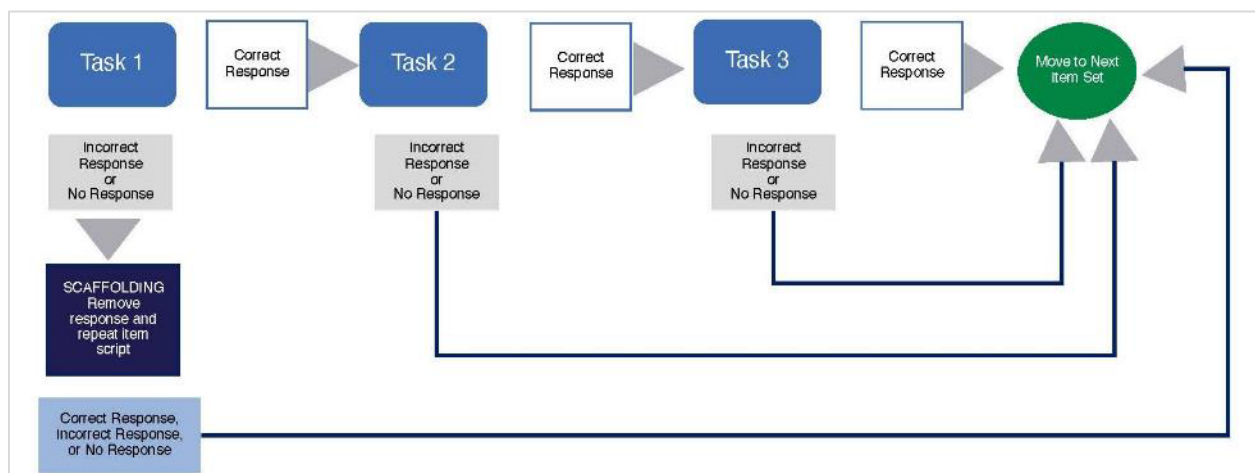 Task 1
Correct
Response
Task 2
Correct
Response
Task 3
Correct
Response
Move to Next
Item Set
Incorrect
Response
or
No Response
Incorrect
Response
or
No Response
Incorrect
Response
or
No Response
SCAFFOLDING
Remove
response and
repeat item
script
Correct Response,
Incorrect Response,
or No Response